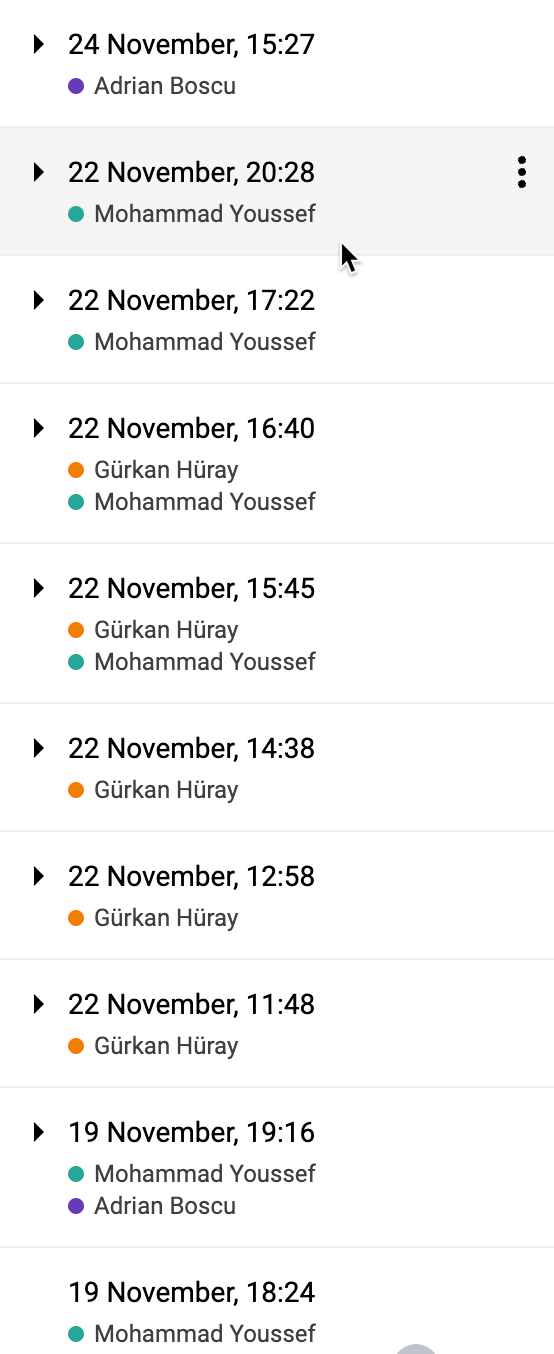 24 November, 15:27
Adrian Boscu
22 November, 20:28
Mohammad Youssef
22 November, 17:22
Mohammad Youssef
22 November, 16:40
Gürkan Hüray
Mohammad Youssef
22 November, 15:45
Gürkan Hüray
Mohammad Youssef
22 November, 14:38
Gürkan Hüray
22 November, 12:58
Gürkan Hüray
22 November, 11:48
Gürkan Hüray
19 November, 19:16
Mohammad Youssef
Adrian Boscu
19 November, 18:24
Mohammad Youssef